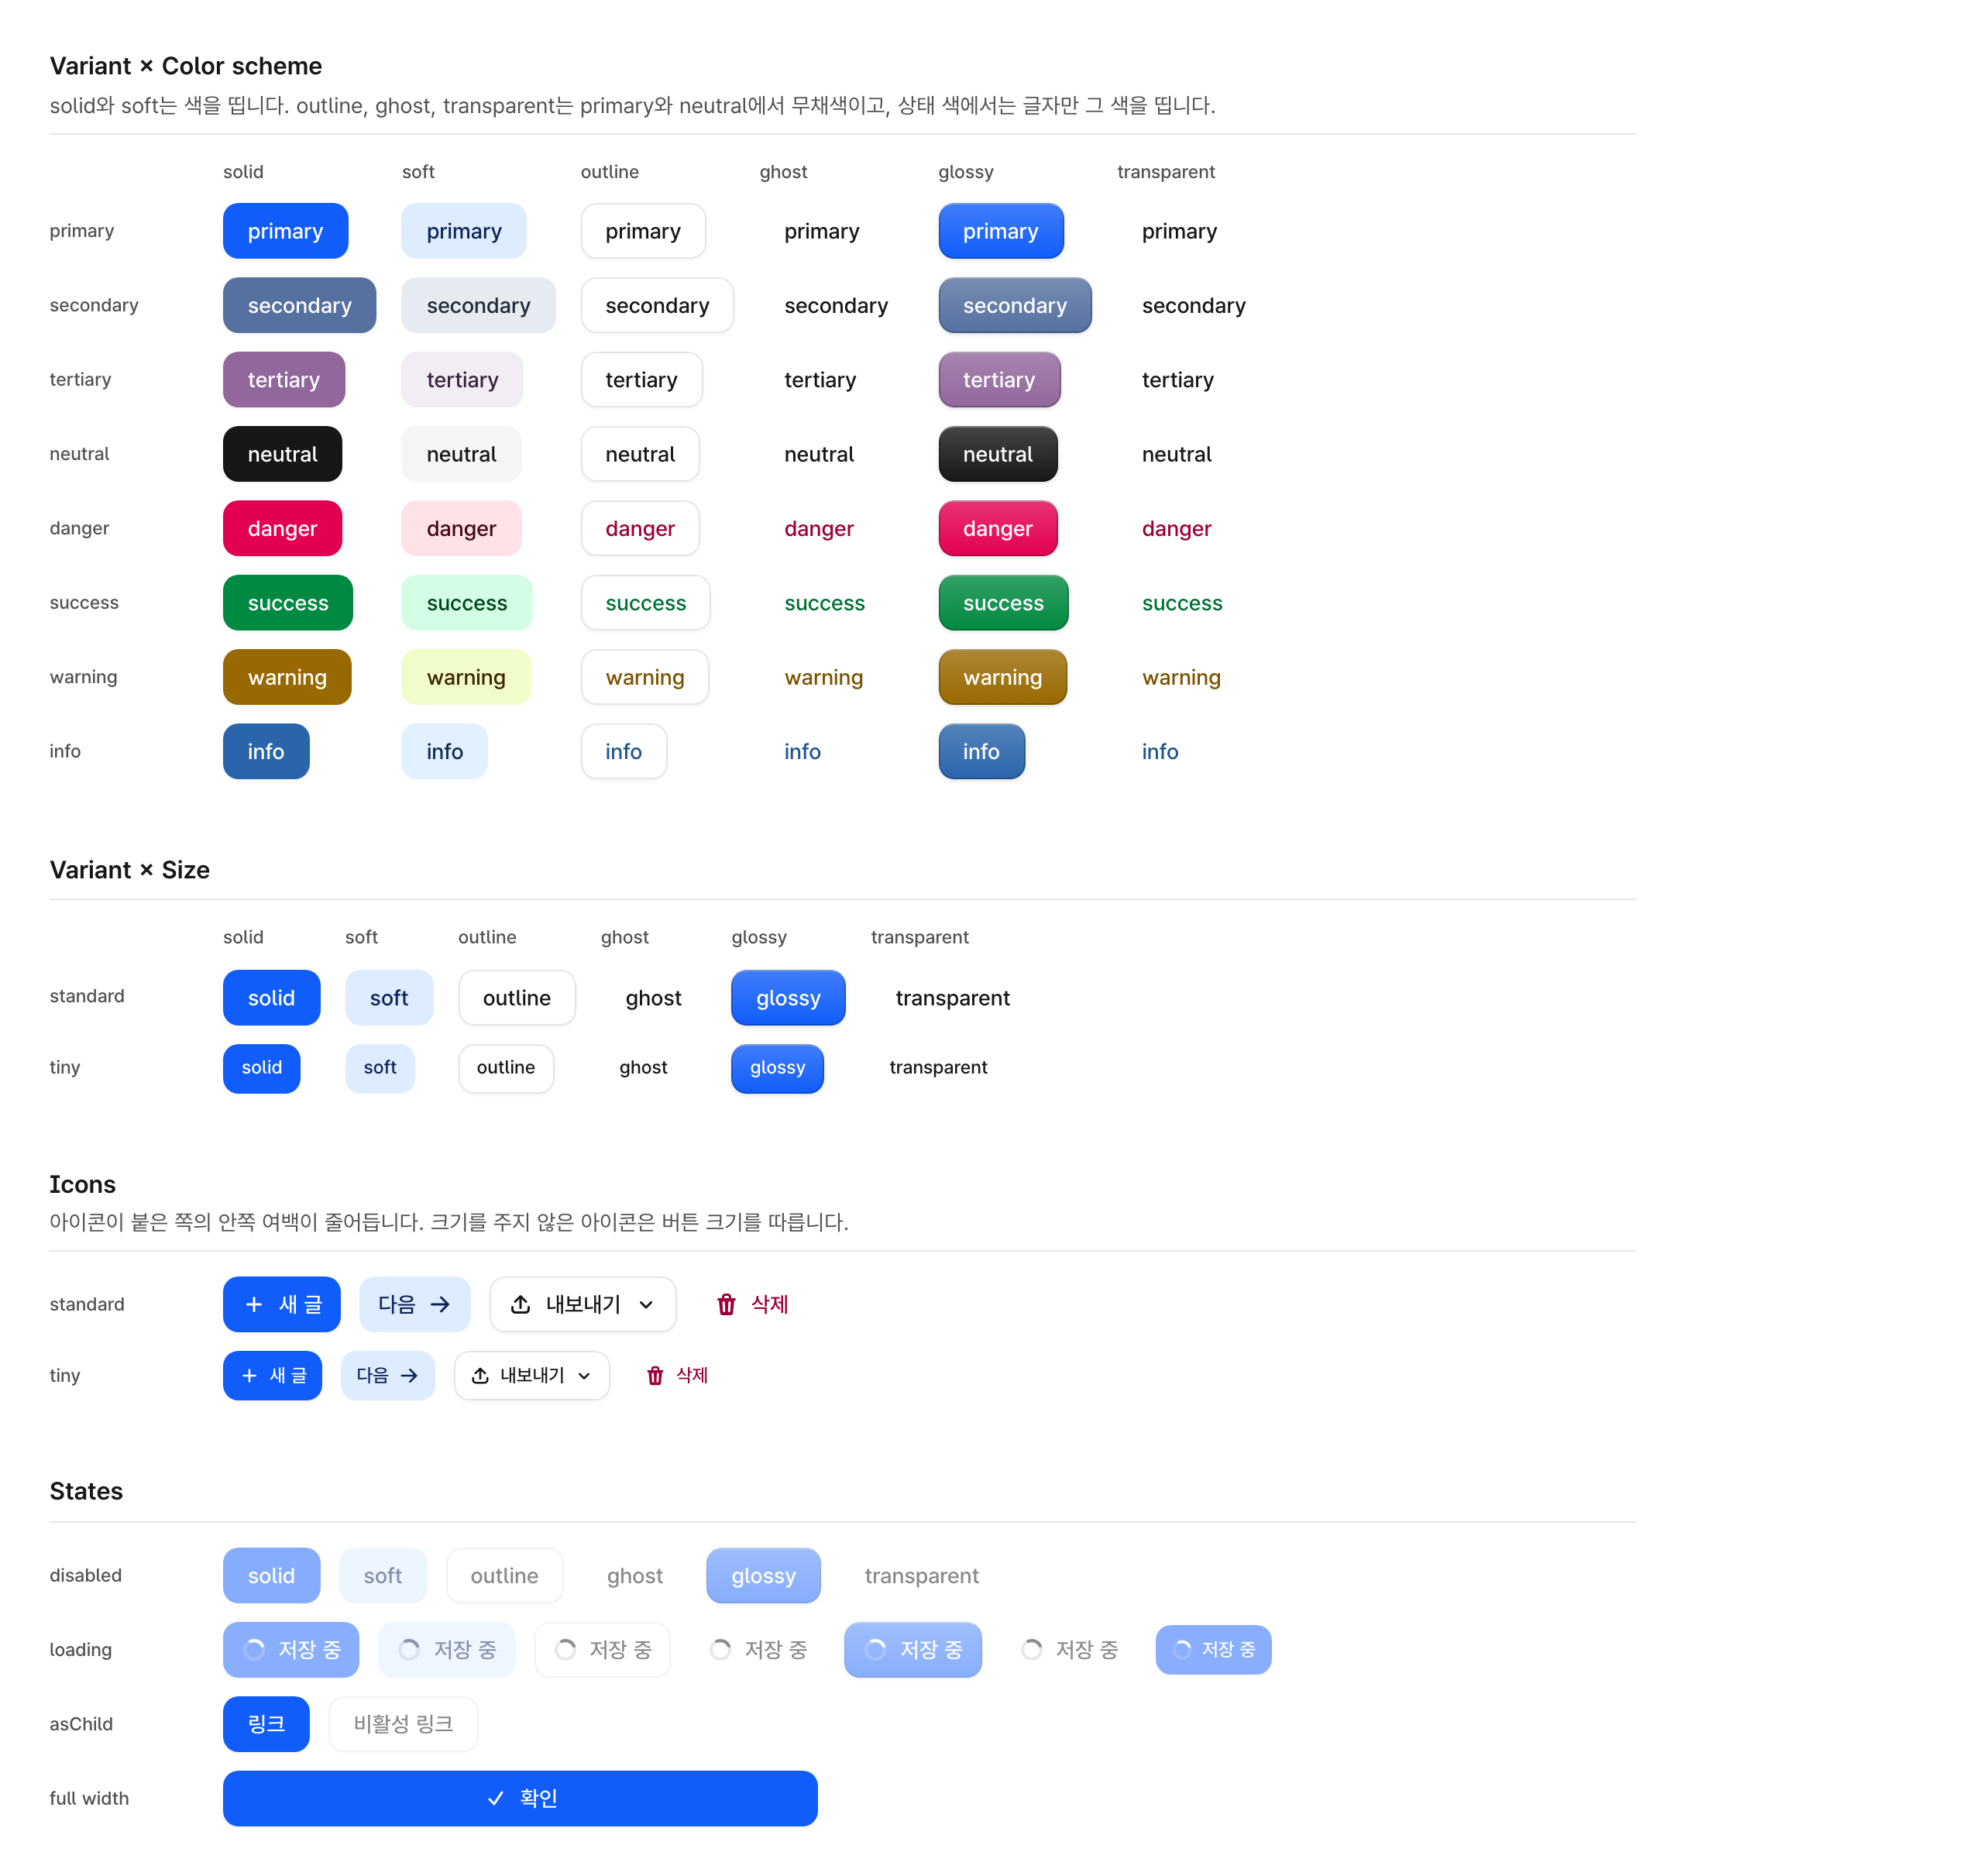 Variant × Color scheme
solid와 soft는 색을 띱니다. outline, ghost, transparent는 primary와 neutral에서 무채색이고, 상태 색에서는 글자만 그 색을 띱니다.
solid soft outline ghost glossy transparent
primary primary primary primary primary primary primary
secondary secondary secondary secondary secondary secondary secondary
tertiary tertiary tertiary tertiary tertiary tertiary tertiary
neutral neutral neutral neutral neutral neutral neutral
danger danger danger danger danger danger danger
success success success success success success success
warning warning warning warning warning warning warning
info info info info info info info
Variant × Size
solid soft outline ghost glossy transparent
standard solid soft outline ghost glossy transparent
tiny solid soft outline ghost glossy transparent
Icons
아이콘이 붙은 쪽의 안쪽 여백이 줄어듭니다. 크기를 주지 않은 아이콘은 버튼 크기를 따릅니다.
standard 새 글 다음 내보내기 삭제
tiny 새 글 다음 내보내기 삭제
States
disabled solid soft outline ghost glossy transparent
loading 저장 중 저장 중 저장 중 저장 중 저장 중 저장 중 저장 중
asChild 링크 비활성 링크
full width 확인